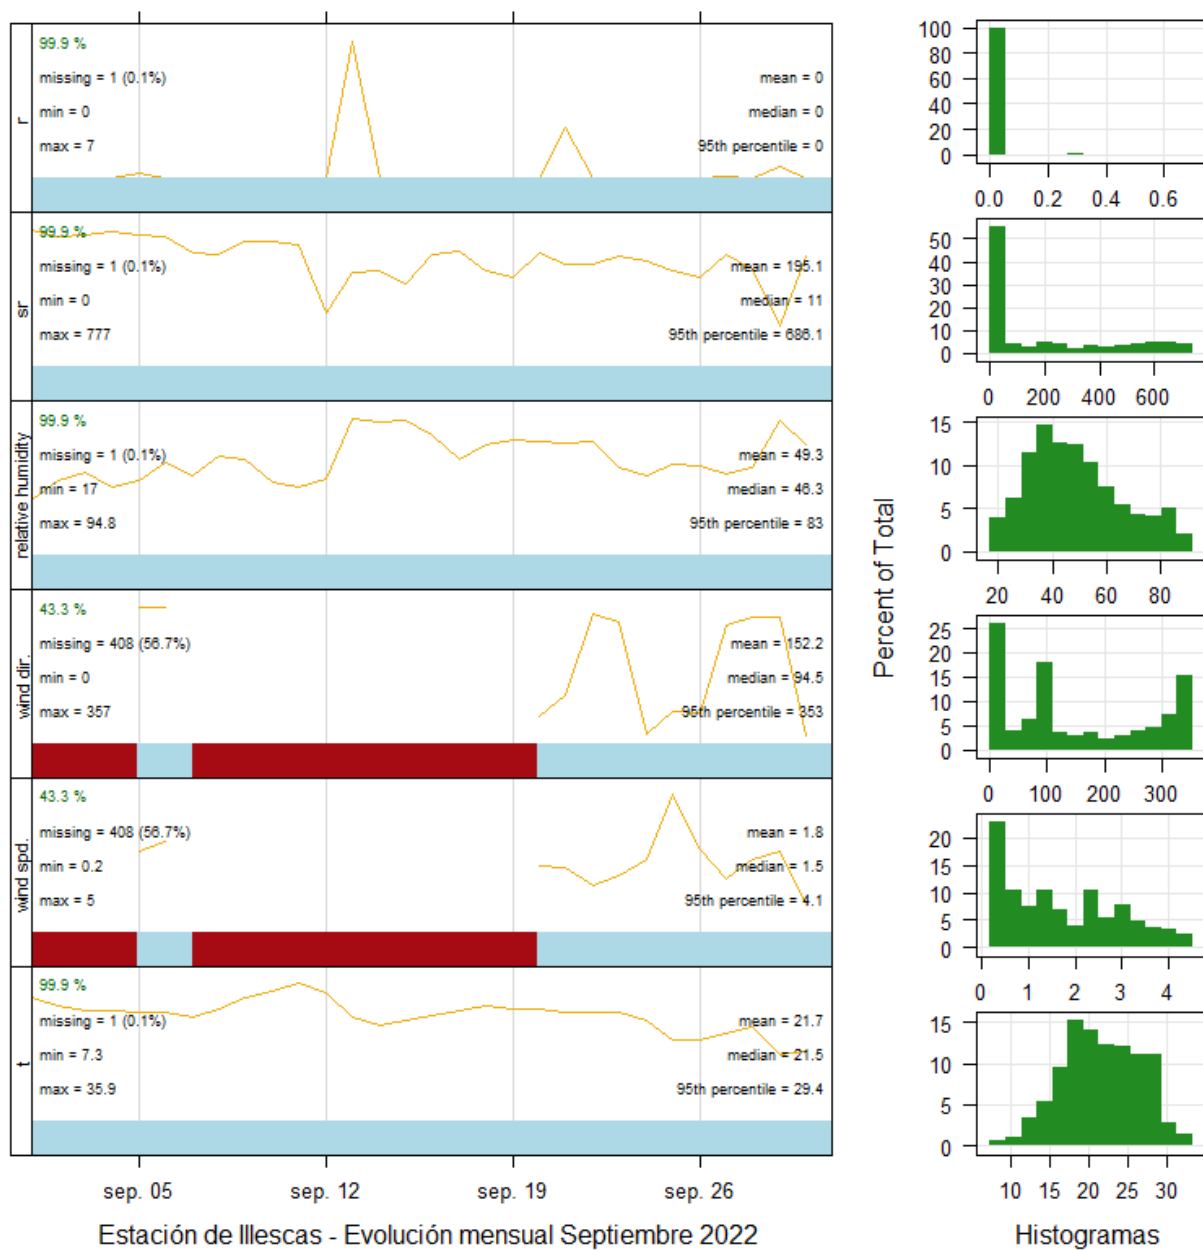 r
99.9 %
missing = 1 (0.1%)
min = 0
max = 7
mean = 0
median = 0
95th percentile = 0
sr
99.9 %
missing = 1 (0.1%)
min = 0
max = 777
mean = 195.1
median = 11
95th percentile = 686.1
relative humidity
99.9 %
missing = 1 (0.1%)
min = 17
max = 94.8
mean = 49.3
median = 46.3
95th percentile = 83
wind dir.
43.3 %
missing = 408 (56.7%)
min = 0
max = 357
mean = 152.2
median = 94.5
95th percentile = 353
wind spd.
43.3 %
missing = 408 (56.7%)
min = 0.2
max = 5
mean = 1.8
median = 1.5
95th percentile = 4.1
t
99.9 %
missing = 1 (0.1%)
min = 7.3
max = 35.9
mean = 21.7
median = 21.5
95th percentile = 29.4
sep. 05 sep. 12 sep. 19 sep. 26
Estación de Illescas - Evolución mensual Septiembre 2022
Percent of Total
100
80
60
40
20
0
0.0 0.2 0.4 0.6
50
40
30
20
10
0
0 200 400 600
15
10
5
0
20 40 60 80
25
20
15
10
5
0
0 100 200 300
20
15
10
5
0
0 1 2 3 4
15
10
5
0
10 15 20 25 30
Histogramas